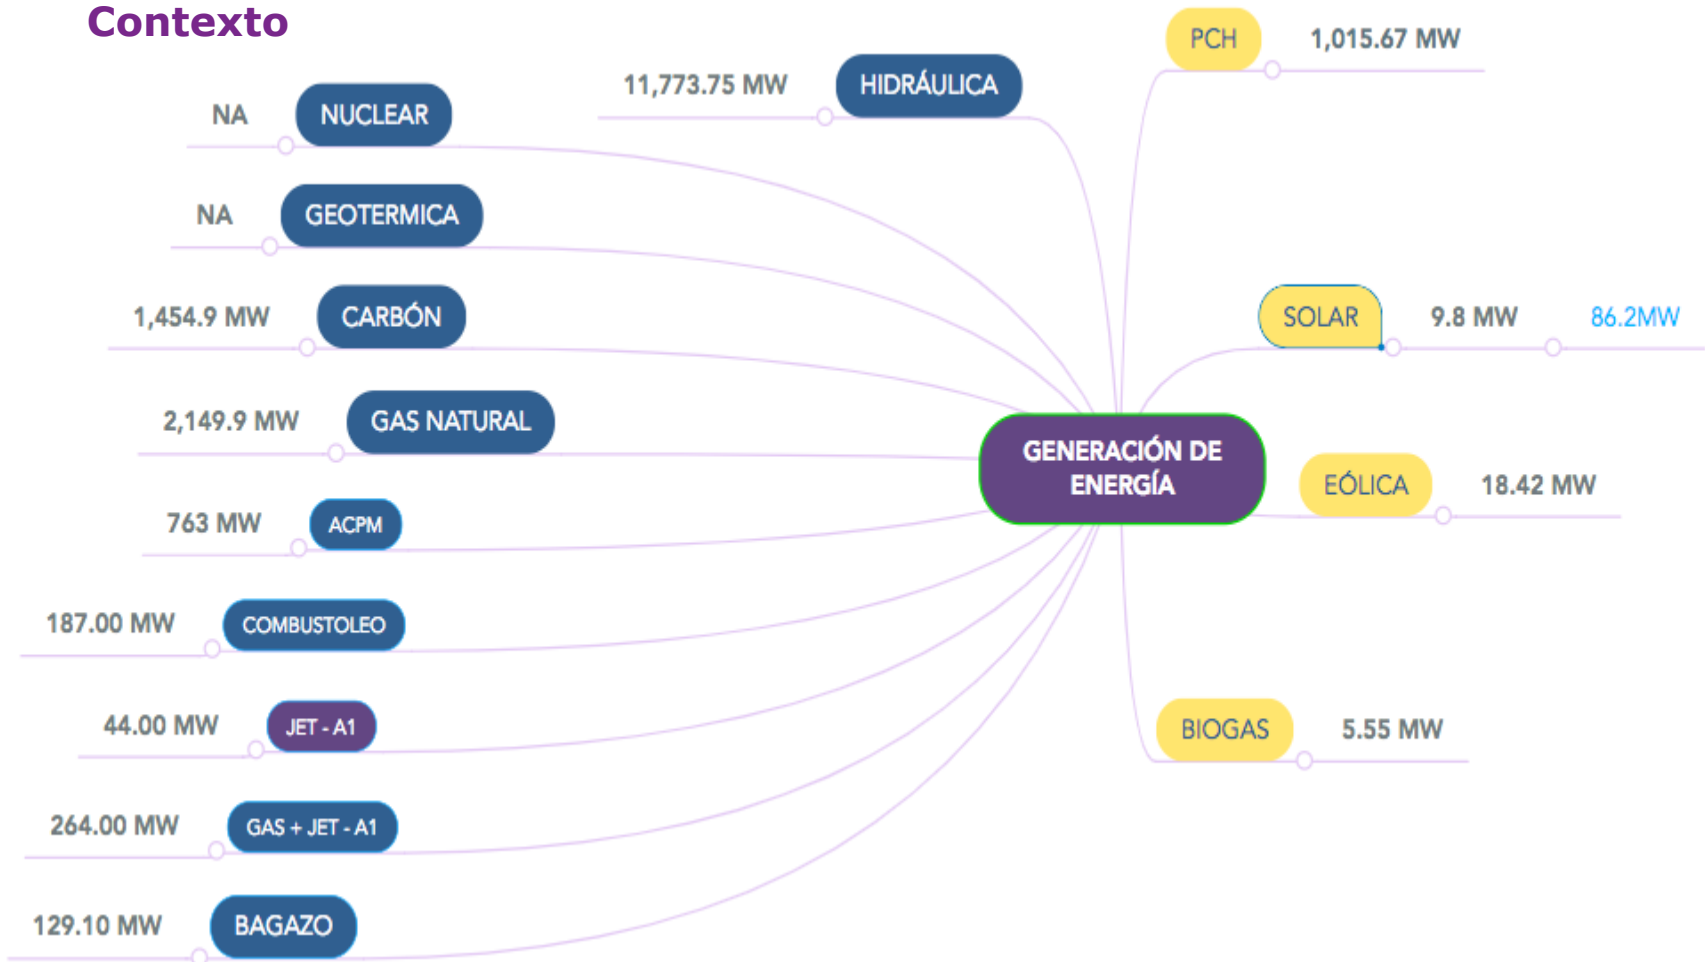 Contexto
11,773.75 MW
HIDRÁULICA
NA
NUCLEAR
NA
GEOTERMICA
1,454.9 MW
CARBÓN
2,149.9 MW
GAS NATURAL
763 MW
ACPM
187.00 MW
COMBUSTOLEO
44.00 MW
JET - A1
264.00 MW
GAS + JET - A1
129.10 MW
BAGAZO
GENERACIÓN DE
ENERGÍA
PCH
1,015.67 MW
SOLAR
9.8 MW
86.2MW
EÓLICA
18.42 MW
BIOGAS
5.55 MW